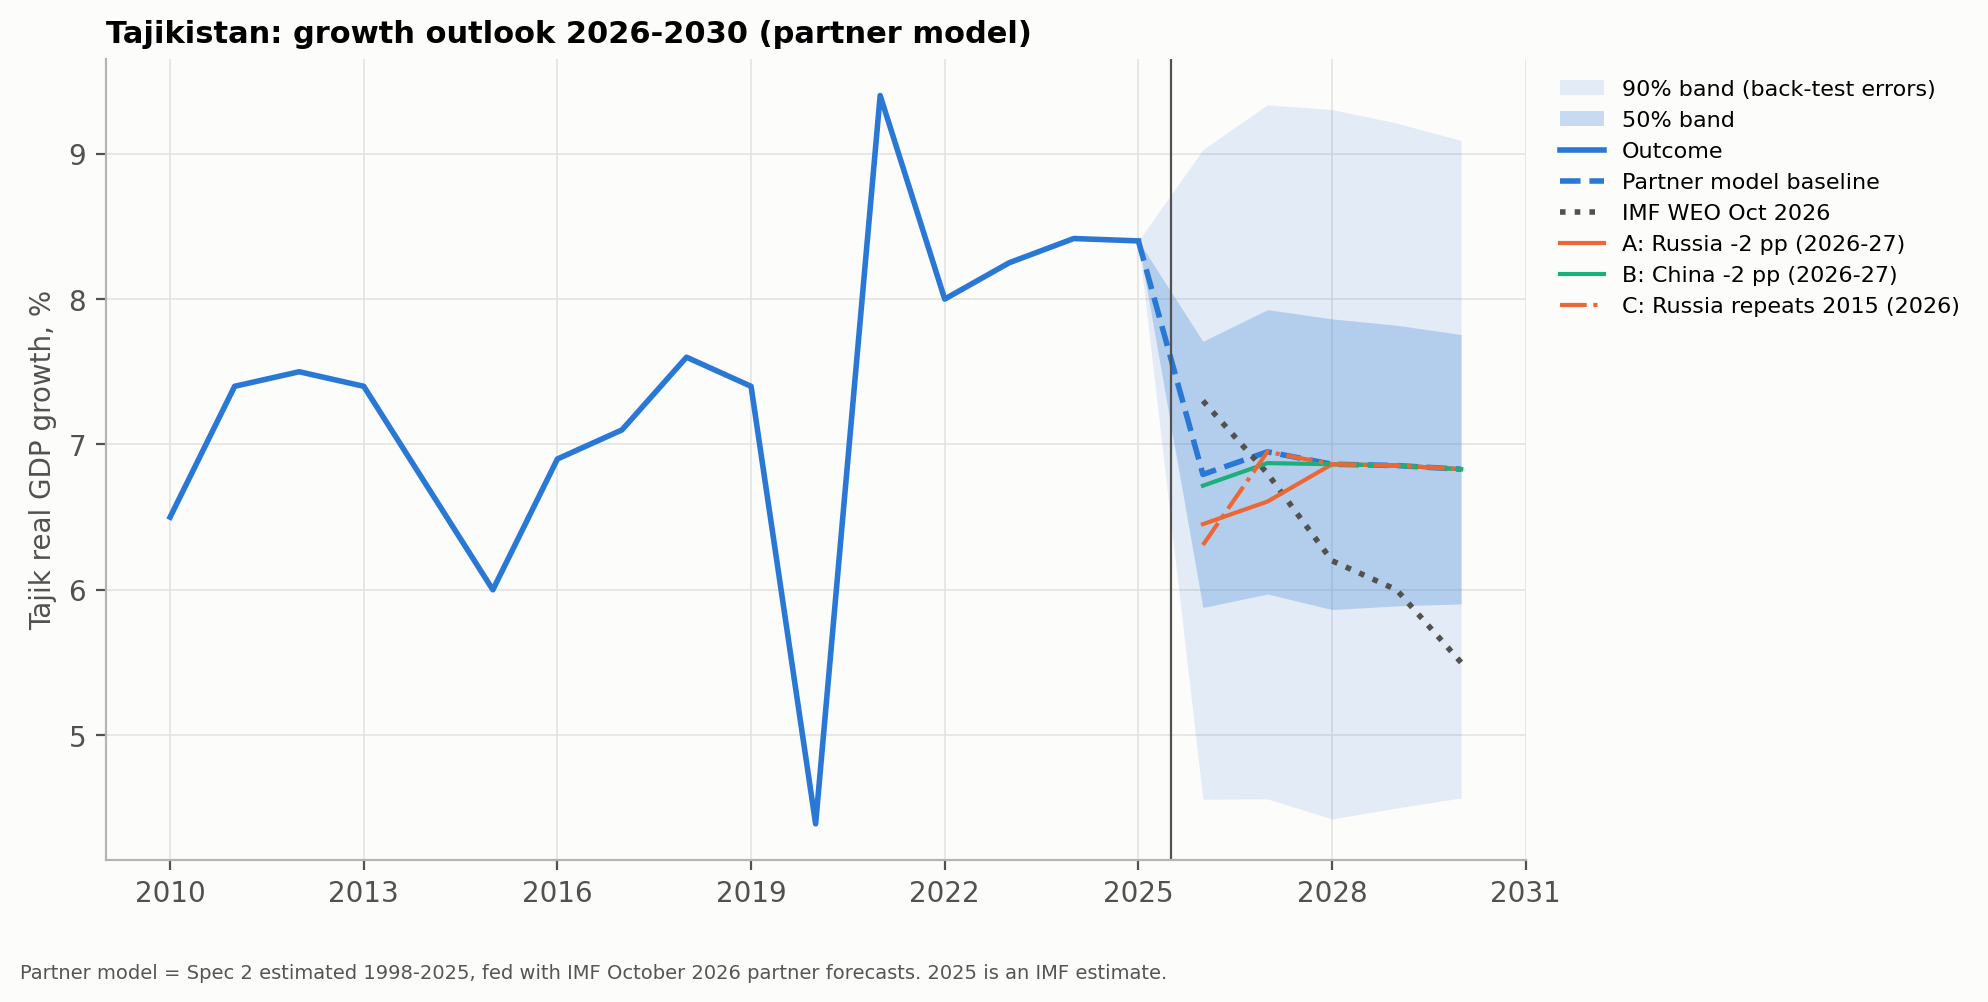 Tajikistan: growth outlook 2026-2030 (partner model)
90% band (back-test errors)
50% band
Outcome
Partner model baseline
IMF WEO Oct 2026
A: Russia -2 pp (2026-27)
B: China -2 pp (2026-27)
C: Russia repeats 2015 (2026)
Tajik real GDP growth, %
9
8
7
6
5
2010 2013 2016 2019 2022 2025 2028 2031
Partner model = Spec 2 estimated 1998-2025, fed with IMF October 2026 partner forecasts. 2025 is an IMF estimate.